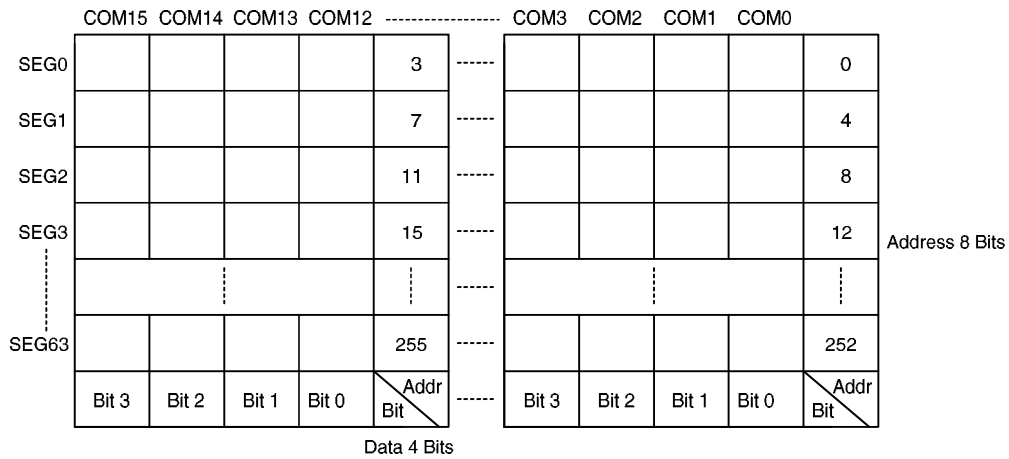 COM15 COM14 COM13 COM12 COM3 COM2 COM1 COM0
SEG0 3 0
SEG1 7 4
SEG2 11 8
SEG3 15 12
Address 8 Bits
SEG63 255 252
Bit 3 Bit 2 Bit 1 Bit 0 Addr Bit Bit 3 Bit 2 Bit 1 Bit 0 Addr Bit
Data 4 Bits